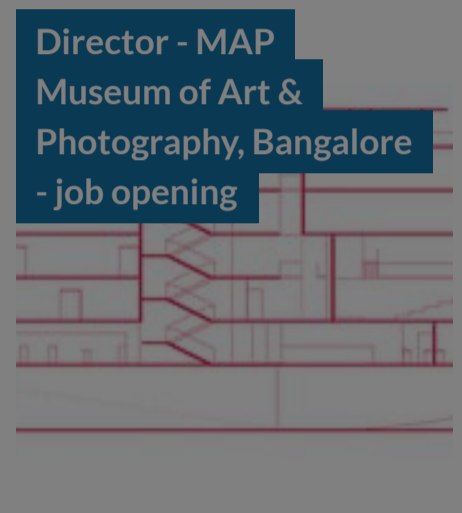 Director - MAP
Museum of Art &
Photography, Bangalore
- job opening